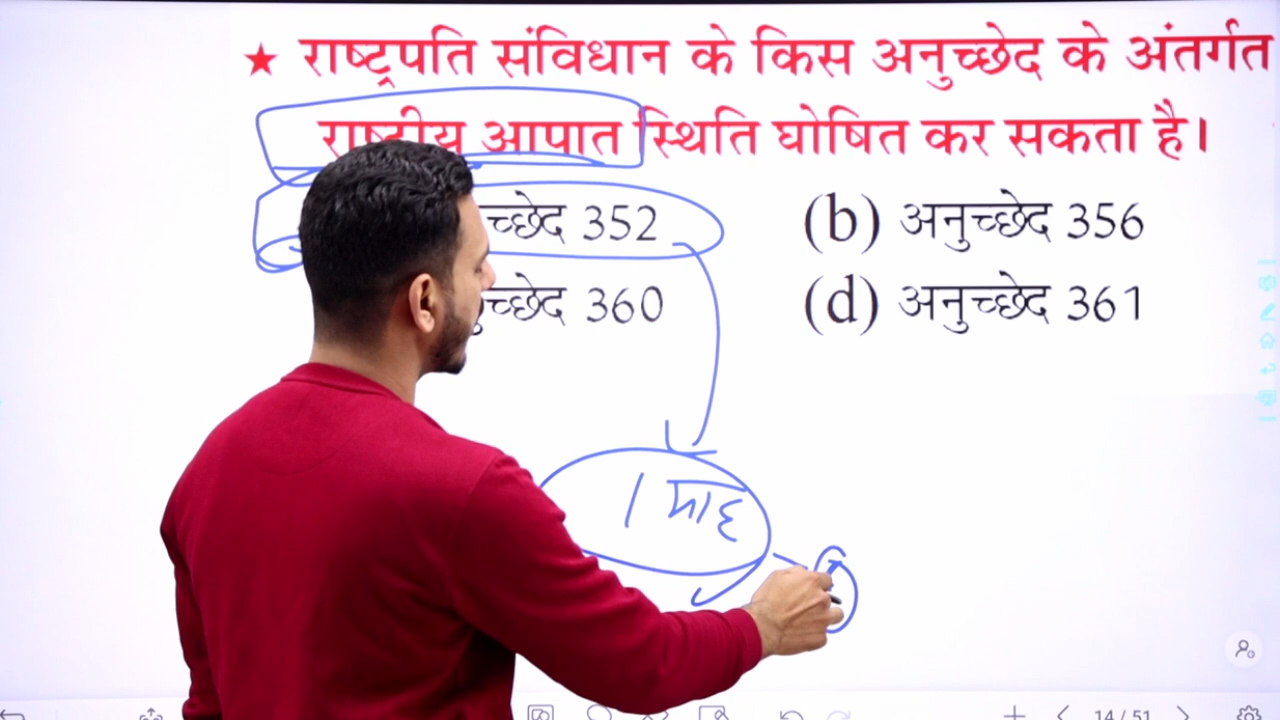 ★ राष्ट्रपति संविधान के किस अनुच्छेद के अंतर्गत
राष्ट्रीय आपात स्थिति घोषित कर सकता है।
च्छेद 352 (b) अनुच्छेद 356
ुच्छेद 360 (d) अनुच्छेद 361
1 माह
14/51